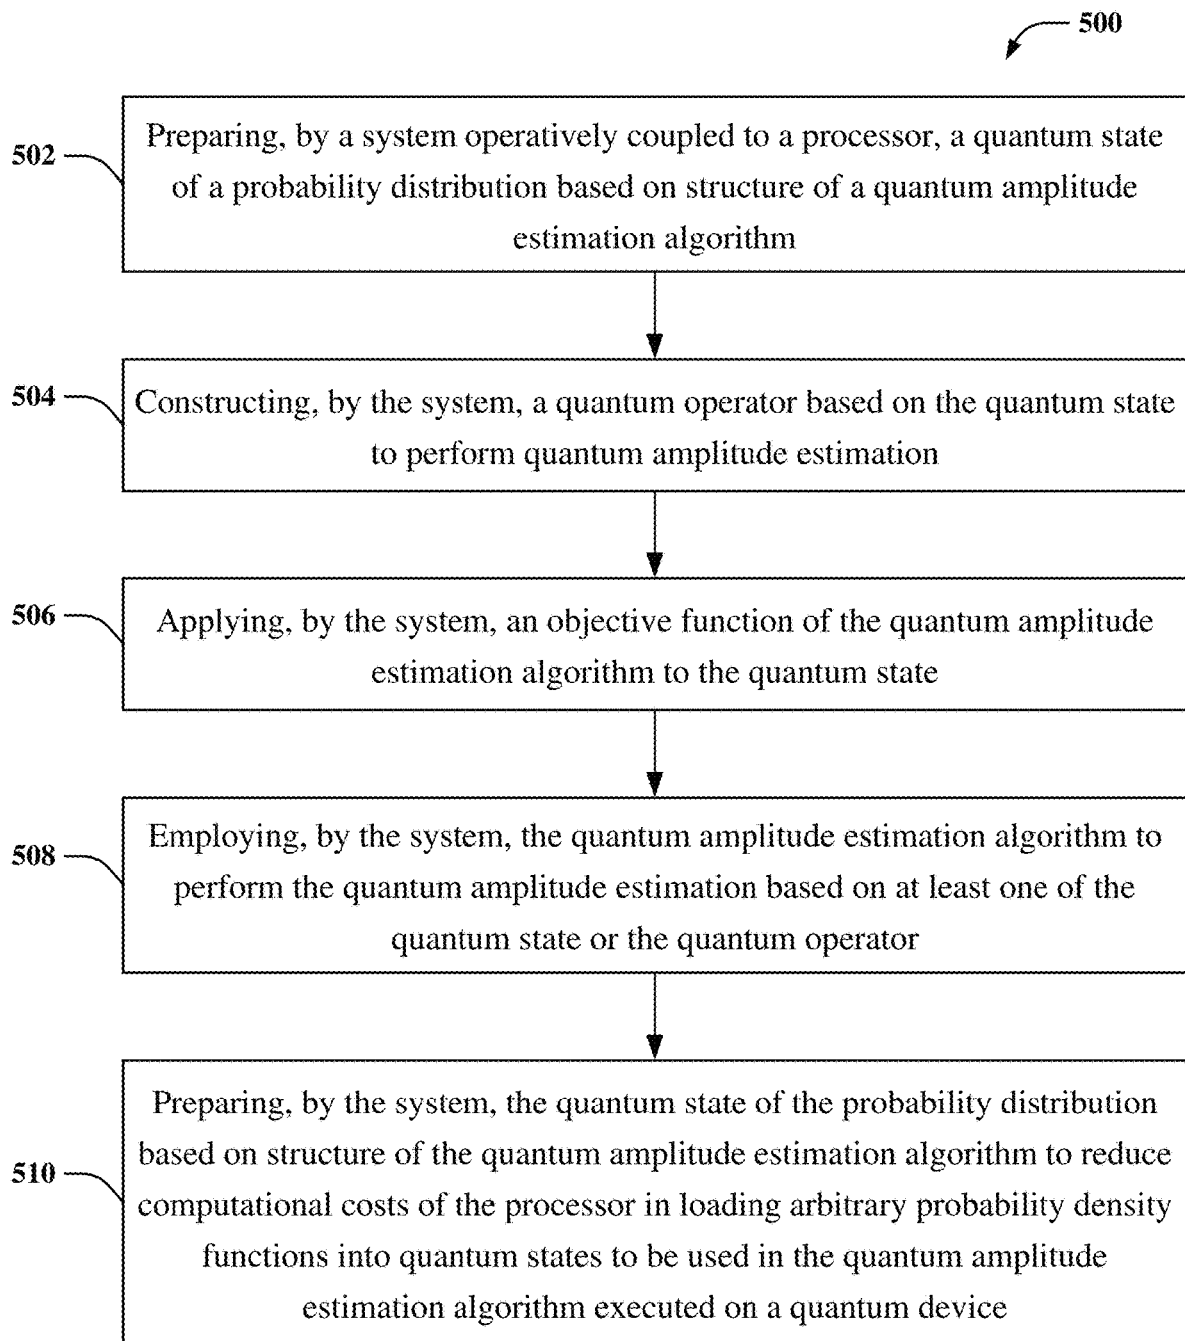 500
502
Preparing, by a system operatively coupled to a processor, a quantum state
of a probability distribution based on structure of a quantum amplitude
estimation algorithm
504
Constructing, by the system, a quantum operator based on the quantum state
to perform quantum amplitude estimation
506
Applying, by the system, an objective function of the quantum amplitude
estimation algorithm to the quantum state
508
Employing, by the system, the quantum amplitude estimation algorithm to
perform the quantum amplitude estimation based on at least one of the
quantum state or the quantum operator
510
Preparing, by the system, the quantum state of the probability distribution
based on structure of the quantum amplitude estimation algorithm to reduce
computational costs of the processor in loading arbitrary probability density
functions into quantum states to be used in the quantum amplitude
estimation algorithm executed on a quantum device